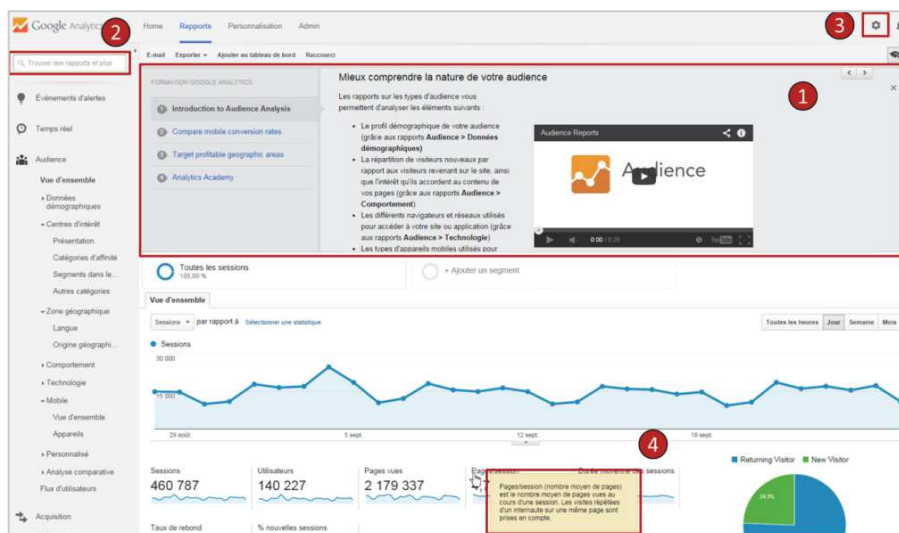 Google Analytics
Home Rapports Personnalisation Admin
2
3
Trouver des rapports et plus
E-mail Exporter Ajouter au tableau de bord Raccourci
Événements d'alertes
Temps réel
Audience
Vue d'ensemble
Données
démographiques
Centres d'intérêt
Présentation
Catégories d'affinité
Segments dans le...
Autres catégories
Zone géographique
Langue
Origine géographi...
Comportement
Technologie
Mobile
Vue d'ensemble
Appareils
Personnalisé
Analyse comparative
Flux d'utilisateurs
Acquisition
FORMATION GOOGLE ANALYTICS
1 Introduction to Audience Analysis
2 Compare mobile conversion rates
3 Target profitable geographic areas
4 Analytics Academy
Mieux comprendre la nature de votre audience
1
Les rapports sur les types d'audience vous
permettent d'analyser les éléments suivants :
• Le profil démographique de votre audience
(grâce aux rapports Audience > Données
démographiques)
• La répartition de visiteurs nouveaux par
rapport aux visiteurs revenant sur le site, ainsi
que l'intérêt qu'ils accordent au contenu de
vos pages (grâce aux rapports Audience >
Comportement)
• Les différents navigateurs et réseaux utilisés
pour accéder à votre site ou application (grâce
aux rapports Audience > Technologie)
• Les types d'appareils mobiles utilisés pour
Audience Reports
Audience
0:00 / 0:29
YouTube
Toutes les sessions
100,00 %
+ Ajouter un segment
Vue d'ensemble
Sessions par rapport à Sélectionner une statistique
Toutes les heures Jour Semaine Mois
Sessions
30 000
15 000
29 août 5 sept. 12 sept. 19 sept.
4
Sessions
460 787
Utilisateurs
140 227
Pages vues
2 179 337
Pages/session
Durée moyenne des sessions
Pages/session (nombre moyen de pages)
est le nombre moyen de pages vues au
cours d'une session. Les visites répétées
d'un internaute sur une même page sont
prises en compte.
Returning Visitor New Visitor
24,3%
Taux de rebond
% nouvelles sessions